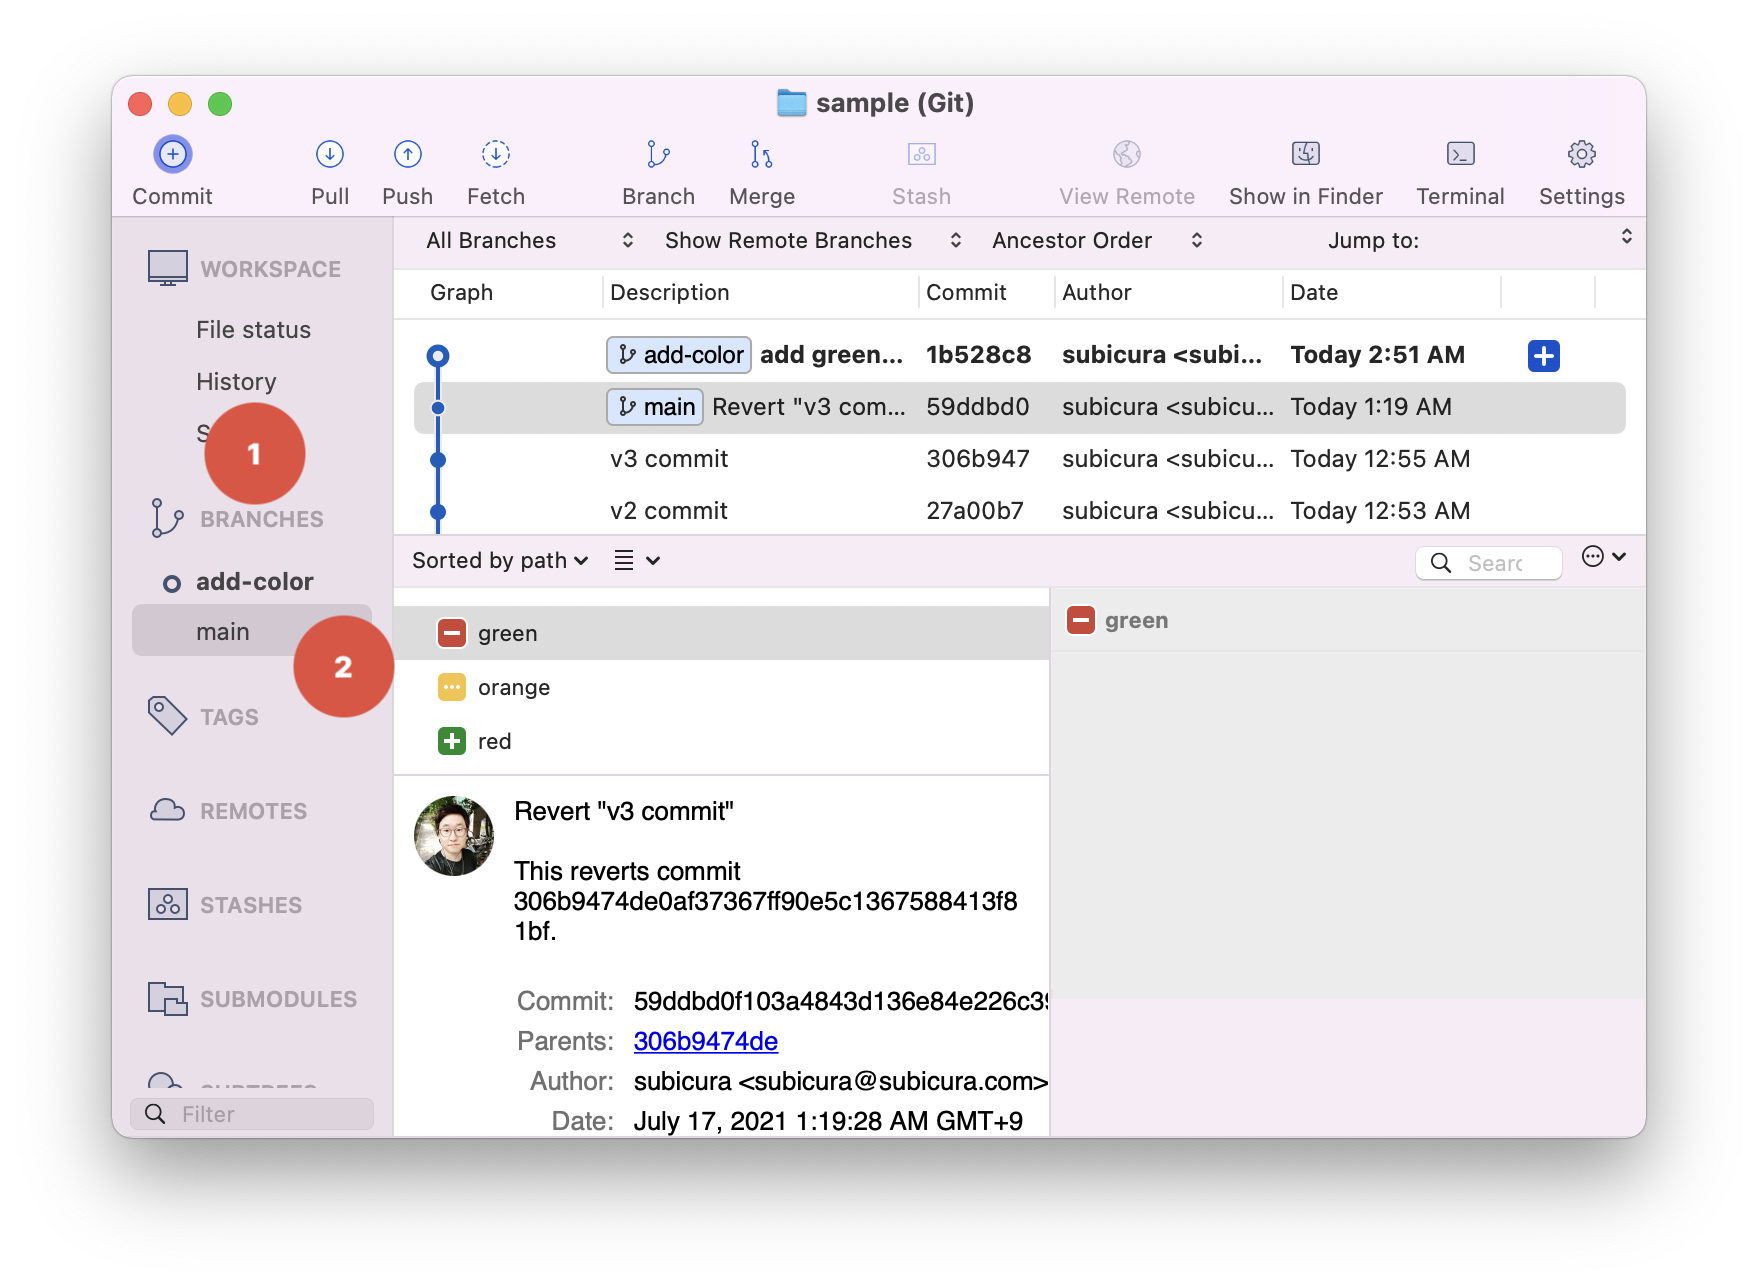 sample (Git)
Commit Pull Push Fetch Branch Merge Stash View Remote Show in Finder Terminal Settings
All Branches Show Remote Branches Ancestor Order Jump to:
WORKSPACE
File status
History
1
BRANCHES
add-color
main
2
TAGS
REMOTES
STASHES
SUBMODULES
Filter
Graph Description Commit Author Date
add-color add green... 1b528c8 subicura <subi... Today 2:51 AM
main Revert "v3 com... 59ddbd0 subicura <subicu... Today 1:19 AM
v3 commit 306b947 subicura <subicu... Today 12:55 AM
v2 commit 27a00b7 subicura <subicu... Today 12:53 AM
Sorted by path
green
orange
red
green
Revert "v3 commit"
This reverts commit
306b9474de0af37367ff90e5c1367588413f8
1bf.
Commit: 59ddbd0f103a4843d136e84e226c39
Parents: 306b9474de
Author: subicura <subicura@subicura.com>
Date: July 17, 2021 1:19:28 AM GMT+9